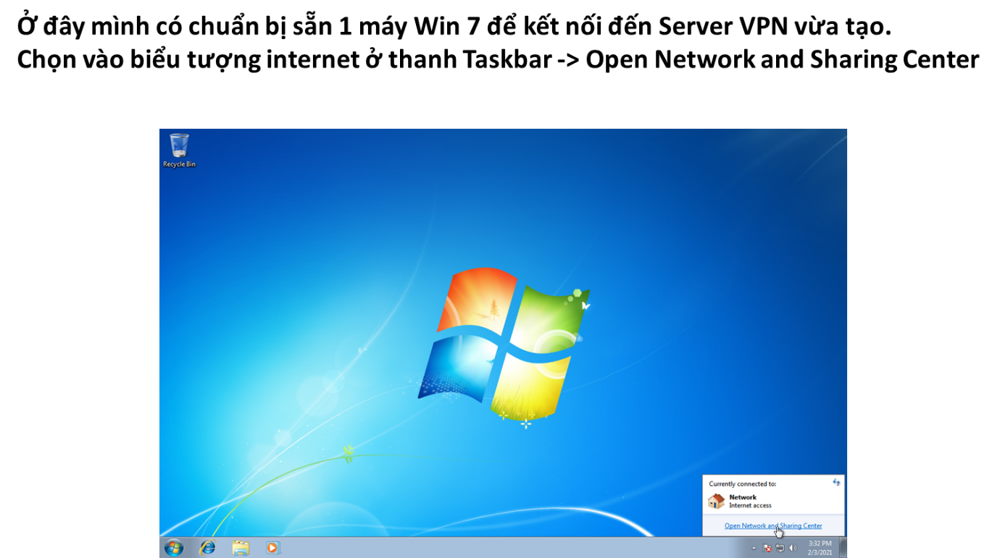 Ở đây mình có chuẩn bị sẵn 1 máy Win 7 để kết nối đến Server VPN vừa tạo.
Chọn vào biểu tượng internet ở thanh Taskbar -> Open Network and Sharing Center
Recycle Bin
Currently connected to:
Network
Internet access
Open Network and Sharing Center
3:32 PM
2/3/2021